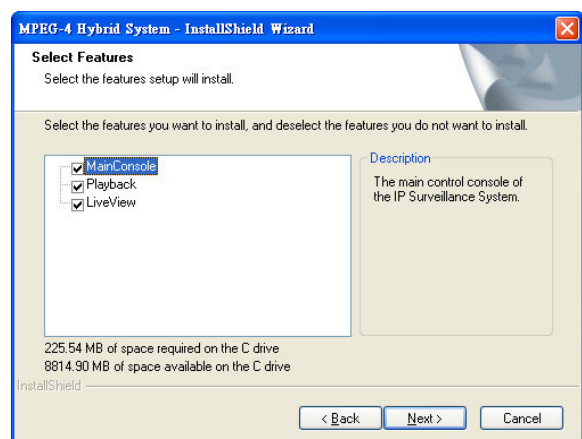 MPEG-4 Hybrid System - InstallShield Wizard
Select Features
Select the features setup will install.
Select the features you want to install, and deselect the features you do not want to install.
MainConsole
Playback
LiveView
Description
The main control console of
the IP Surveillance System.
225.54 MB of space required on the C drive
8814.90 MB of space available on the C drive
InstallShield
< Back
Next >
Cancel